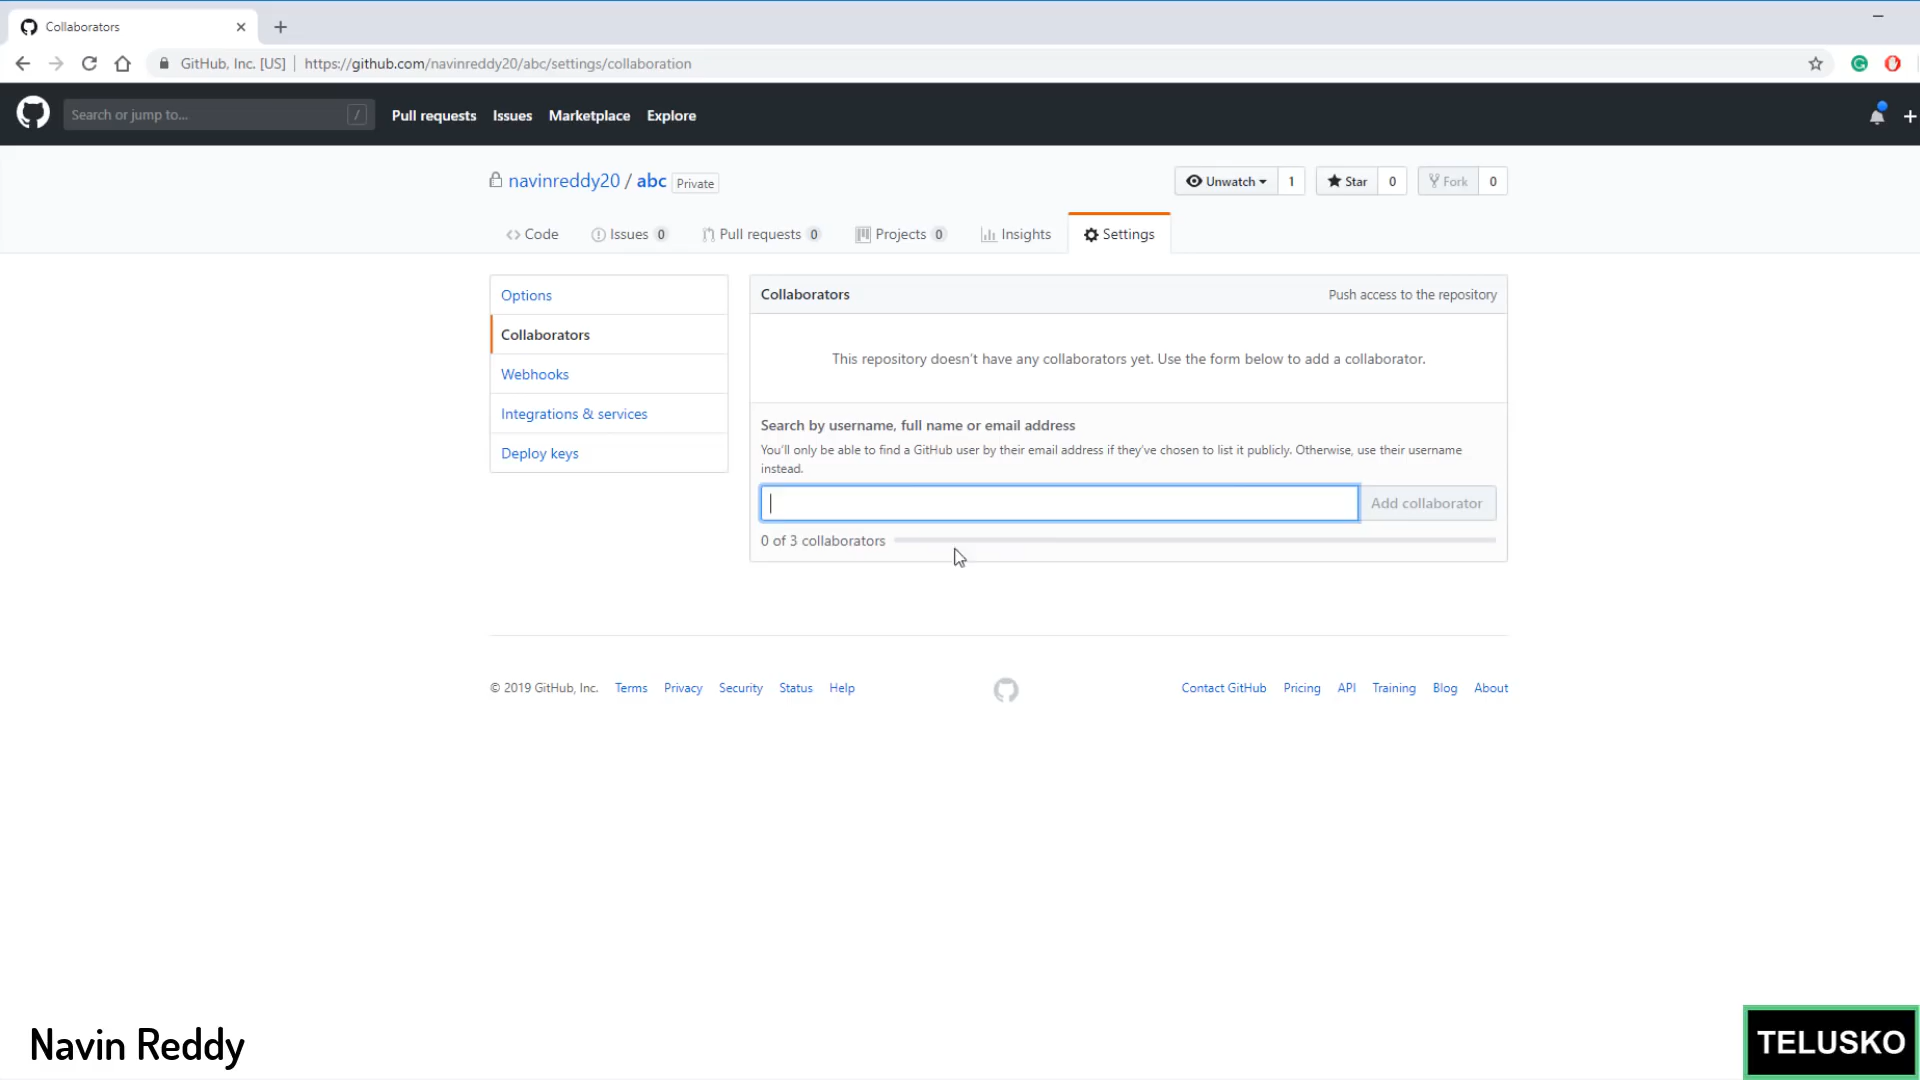 Collaborators
GitHub, Inc. [US] | https://github.com/navinreddy20/abc/settings/collaboration
Search or jump to... / Pull requests Issues Marketplace Explore
navinreddy20 / abc Private Unwatch 1 Star 0 Fork 0
Code Issues 0 Pull requests 0 Projects 0 Insights Settings
Options
Collaborators
Webhooks
Integrations & services
Deploy keys
Collaborators Push access to the repository
This repository doesn't have any collaborators yet. Use the form below to add a collaborator.
Search by username, full name or email address
You'll only be able to find a GitHub user by their email address if they've chosen to list it publicly. Otherwise, use their username
instead.
Add collaborator
0 of 3 collaborators
© 2019 GitHub, Inc. Terms Privacy Security Status Help Contact GitHub Pricing API Training Blog About
Navin Reddy
TELUSKO